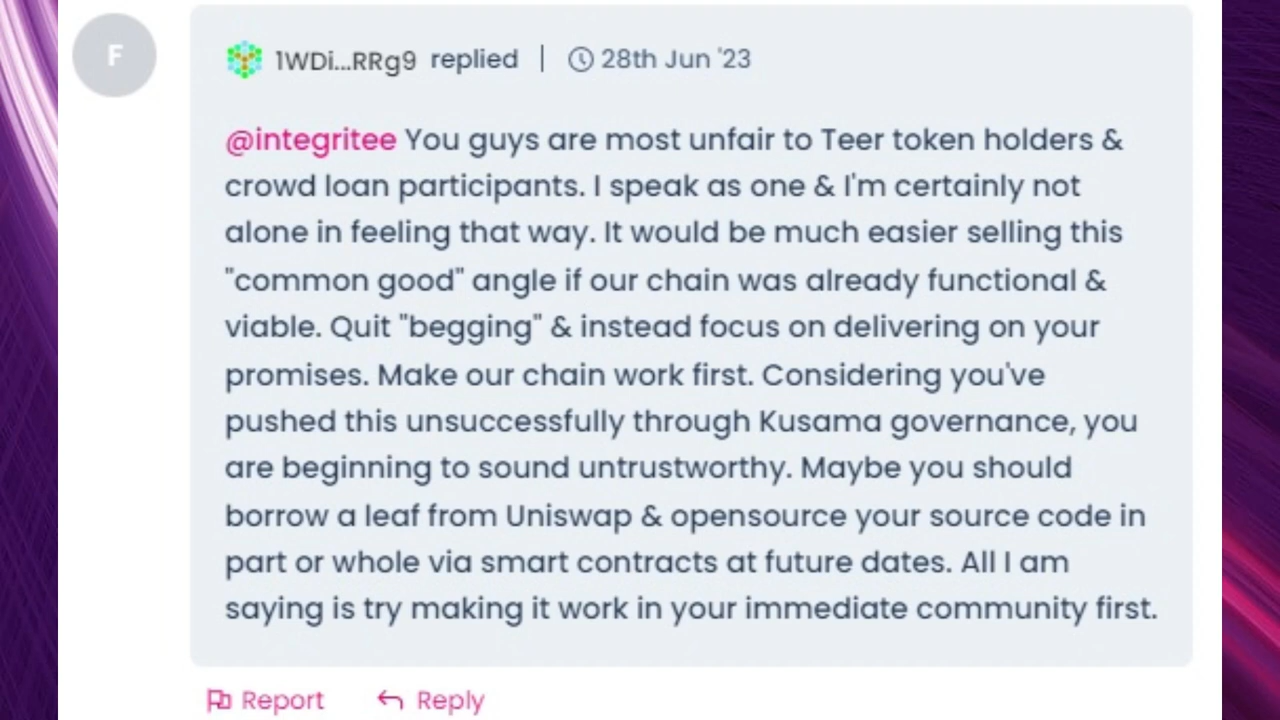 F
1WDi...RRg9 replied | 28th Jun '23
@integritee You guys are most unfair to Teer token holders &
crowd loan participants. I speak as one & I'm certainly not
alone in feeling that way. It would be much easier selling this
"common good" angle if our chain was already functional &
viable. Quit "begging" & instead focus on delivering on your
promises. Make our chain work first. Considering you've
pushed this unsuccessfully through Kusama governance, you
are beginning to sound untrustworthy. Maybe you should
borrow a leaf from Uniswap & opensource your source code in
part or whole via smart contracts at future dates. All I am
saying is try making it work in your immediate community first.
Report Reply